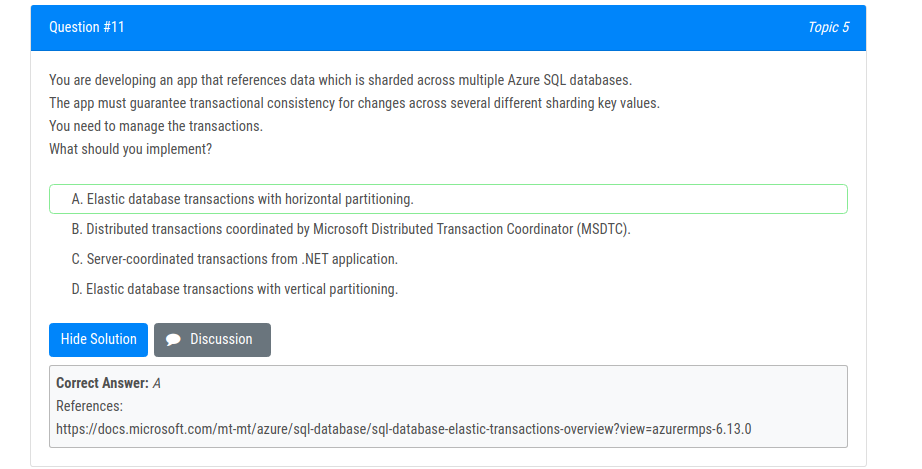 Question #11
Topic 5
You are developing an app that references data which is sharded across multiple Azure SQL databases.
The app must guarantee transactional consistency for changes across several different sharding key values.
You need to manage the transactions.
What should you implement?
A. Elastic database transactions with horizontal partitioning.
B. Distributed transactions coordinated by Microsoft Distributed Transaction Coordinator (MSDTC).
C. Server-coordinated transactions from .NET application.
D. Elastic database transactions with vertical partitioning.
Hide Solution
Discussion
Correct Answer: A
References:
https://docs.microsoft.com/mt-mt/azure/sql-database/sql-database-elastic-transactions-overview?view=azurermps-6.13.0